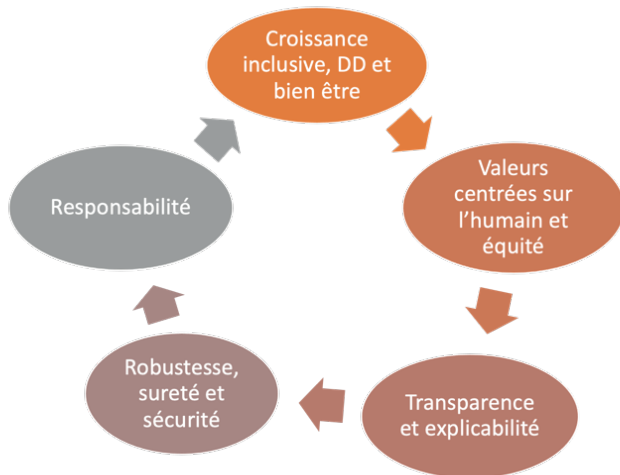 Croissance
inclusive, DD et
bien être
Valeurs
centrées sur
l'humain et
équité
Transparence
et explicabilité
Robustesse,
sureté et
sécurité
Responsabilité